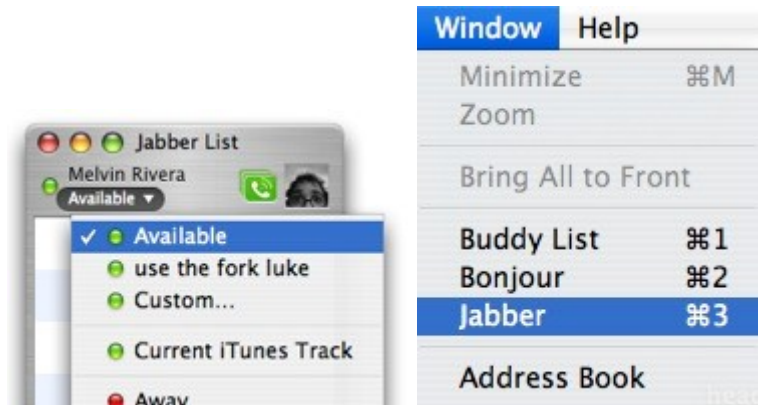 Jabber List
Melvin Rivera
Available ▼
✓ Available
use the fork luke
Custom...
Current iTunes Track
Away
Window Help
Minimize ⌘M
Zoom
Bring All to Front
Buddy List ⌘1
Bonjour ⌘2
Jabber ⌘3
Address Book